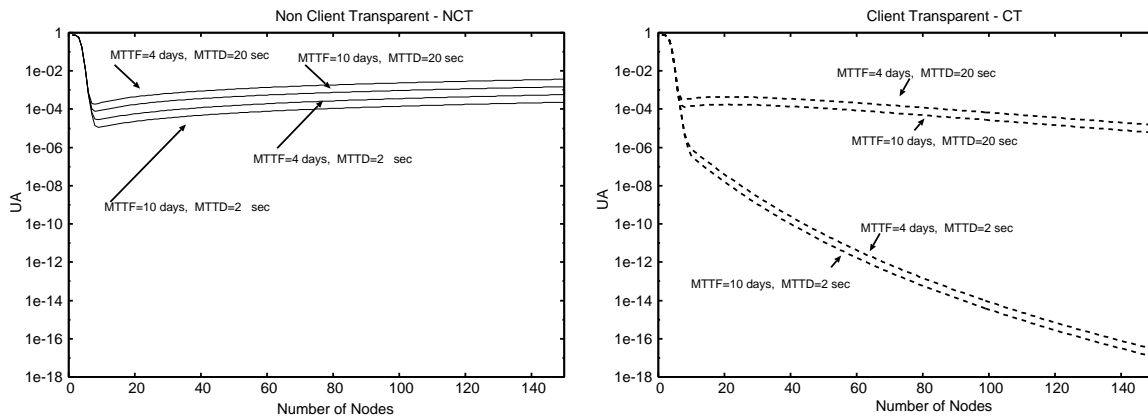 Non Client Transparent - NCT
1
1e-02
1e-04
1e-06
1e-08
1e-10
1e-12
1e-14
1e-16
1e-18
UA
MTTF=4 days, MTTD=20 sec
MTTF=10 days, MTTD=20 sec
MTTF=4 days, MTTD=2 sec
MTTF=10 days, MTTD=2 sec
0 20 40 60 80 100 120 140
Number of Nodes
Client Transparent - CT
1
1e-02
1e-04
1e-06
1e-08
1e-10
1e-12
1e-14
1e-16
1e-18
UA
MTTF=4 days, MTTD=20 sec
MTTF=10 days, MTTD=20 sec
MTTF=4 days, MTTD=2 sec
MTTF=10 days, MTTD=2 sec
0 20 40 60 80 100 120 140
Number of Nodes